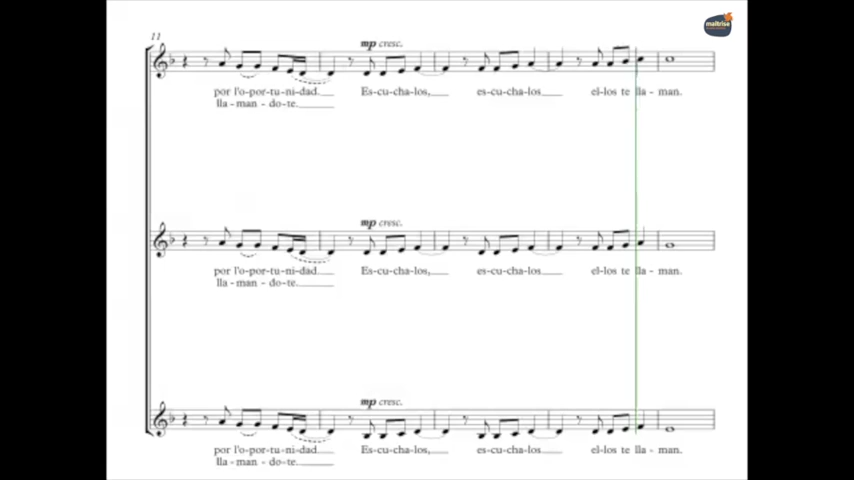 maîtrise
11
mp cresc.
por l'o-por-tu-ni-dad.___ Es-cu-cha-los,___ es-cu-cha-los___ el-los te lla - man.
lla - man - do-te.___
mp cresc.
por l'o-por-tu-ni-dad.___ Es-cu-cha-los,___ es-cu-cha-los___ el-los te lla - man.
lla - man - do-te.___
mp cresc.
por l'o-por-tu-ni-dad.___ Es-cu-cha-los,___ es-cu-cha-los___ el-los te lla - man.
lla - man - do-te.___